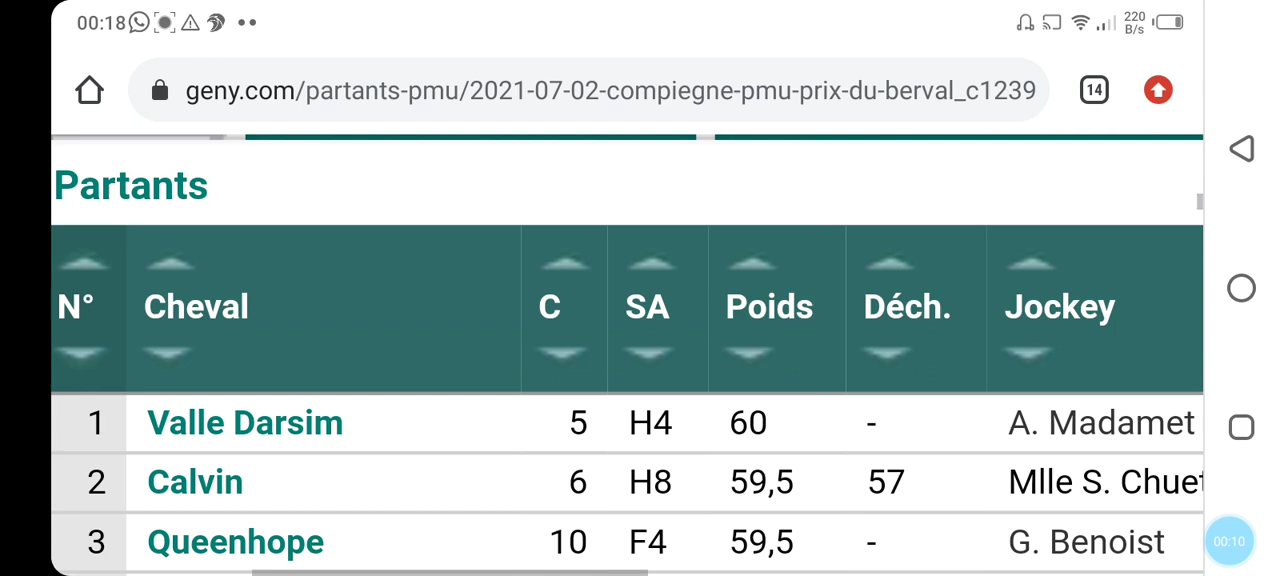 00:18
220 B/s
geny.com/partants-pmu/2021-07-02-compiegne-pmu-prix-du-berval_c1239
14
Partants
N° Cheval C SA Poids Déch. Jockey
1 Valle Darsim 5 H4 60 - A. Madamet
2 Calvin 6 H8 59,5 57 Mlle S. Chuet
3 Queenhope 10 F4 59,5 - G. Benoist
00:10